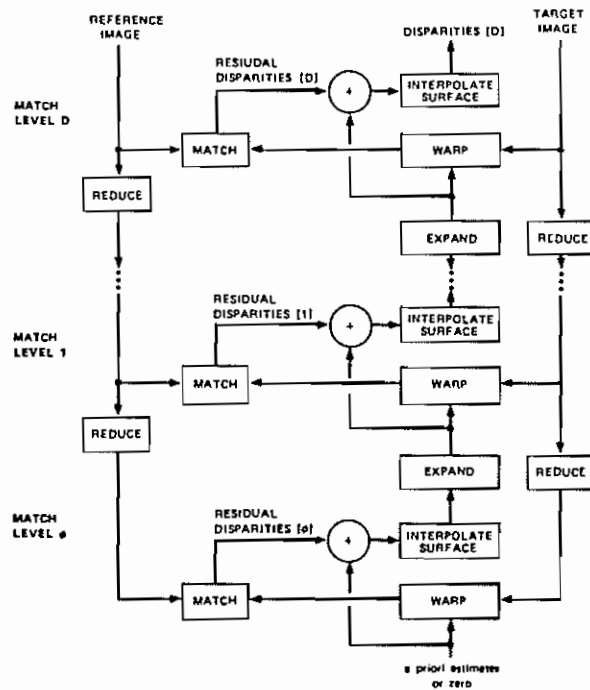 REFERENCE
IMAGE
TARGET
IMAGE
DISPARITIES [D]
RESIUDAL
DISPARITIES [D]
+
INTERPOLATE
SURFACE
MATCH
LEVEL D
MATCH
WARP
REDUCE
EXPAND
REDUCE
RESIDUAL
DISPARITIES [1]
+
INTERPOLATE
SURFACE
MATCH
LEVEL 1
MATCH
WARP
REDUCE
EXPAND
REDUCE
RESIDUAL
DISPARITIES [ø]
+
INTERPOLATE
SURFACE
MATCH
LEVEL ø
MATCH
WARP
a priori estimates
or zero